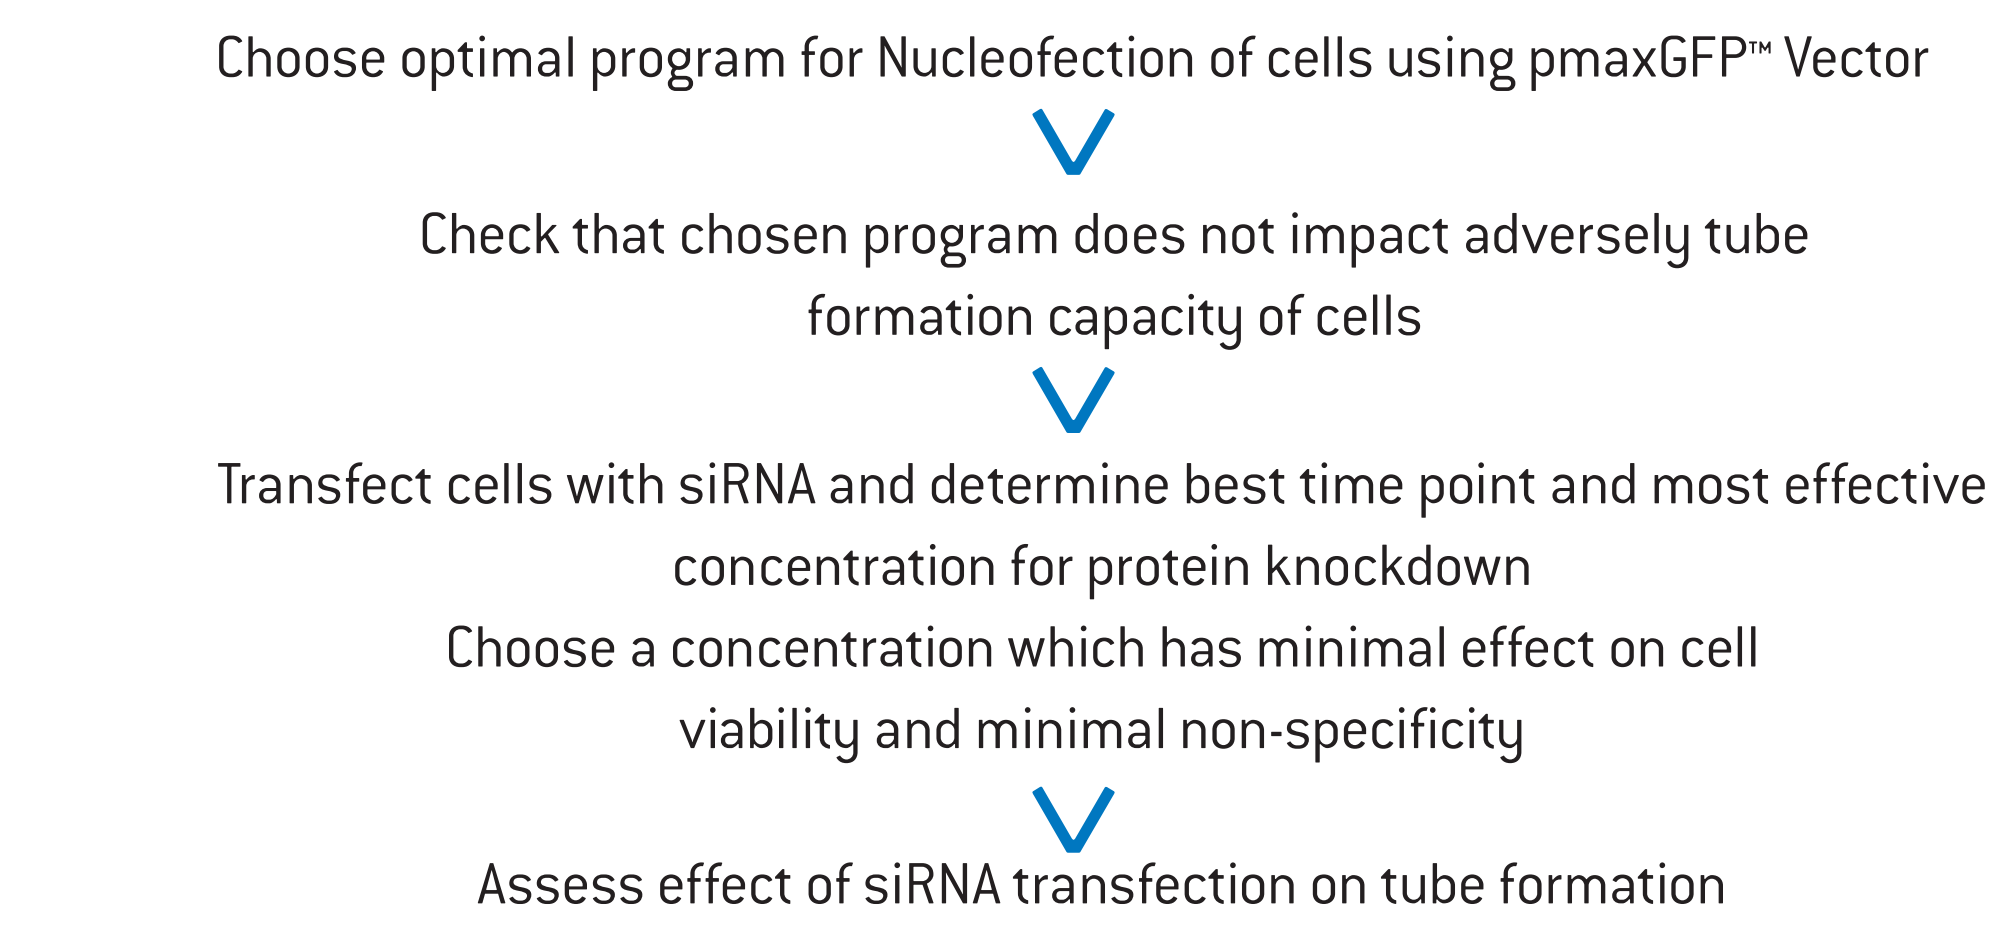 Choose optimal program for Nucleofection of cells using pmaxGFP™ Vector
Check that chosen program does not impact adversely tube
formation capacity of cells
Transfect cells with siRNA and determine best time point and most effective
concentration for protein knockdown
Choose a concentration which has minimal effect on cell
viability and minimal non-specificity
Assess effect of siRNA transfection on tube formation